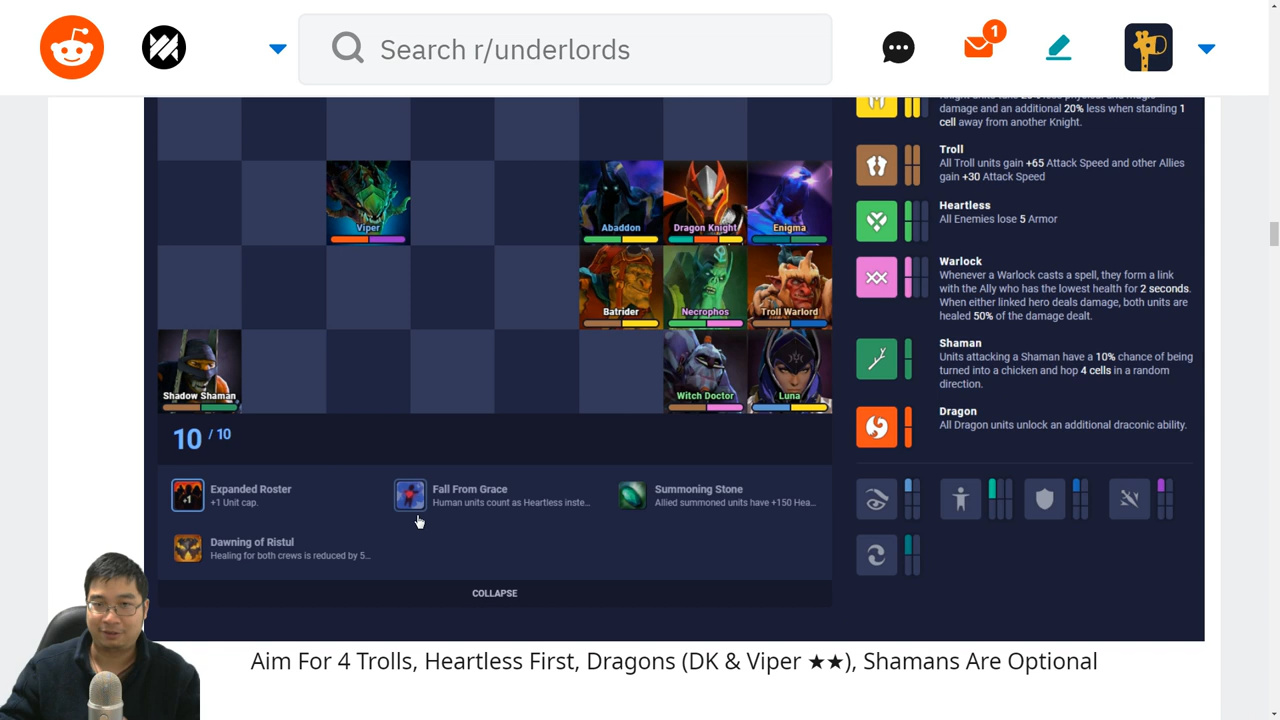 Search r/underlords
1
damage and an additional 20% less when standing 1
cell away from another Knight.
Troll
All Troll units gain +65 Attack Speed and other Allies
gain +30 Attack Speed
Heartless
All Enemies lose 5 Armor
Warlock
Whenever a Warlock casts a spell, they form a link
with the Ally who has the lowest health for 2 seconds.
When either linked hero deals damage, both units are
healed 50% of the damage dealt.
Shaman
Units attacking a Shaman have a 10% chance of being
turned into a chicken and hop 4 cells in a random
direction.
Dragon
All Dragon units unlock an additional draconic ability.
Viper
Abaddon
Dragon Knight
Enigma
Batrider
Necrophos
Troll Warlord
Shadow Shaman
Witch Doctor
Luna
10 / 10
+1
Expanded Roster
+1 Unit cap.
Fall From Grace
Human units count as Heartless inste...
Summoning Stone
Allied summoned units have +150 Hea...
Dawning of Ristul
Healing for both crews is reduced by 5...
COLLAPSE
Aim For 4 Trolls, Heartless First, Dragons (DK & Viper ★★), Shamans Are Optional